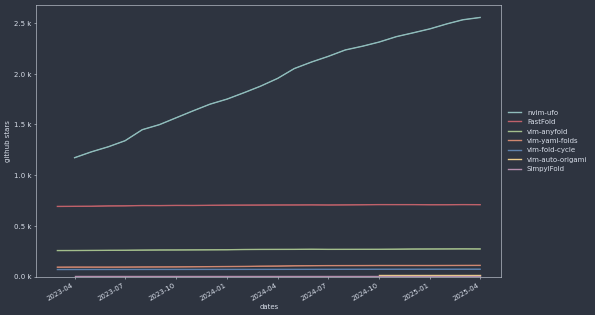 2.5 k
2.0 k
1.5 k
1.0 k
0.5 k
0.0 k
github stars
2023-04
2023-07
2023-10
2024-01
2024-04
2024-07
2024-10
2025-01
2025-04
dates
nvim-ufo
FastFold
vim-anyfold
vim-yaml-folds
vim-fold-cycle
vim-auto-origami
SimpylFold